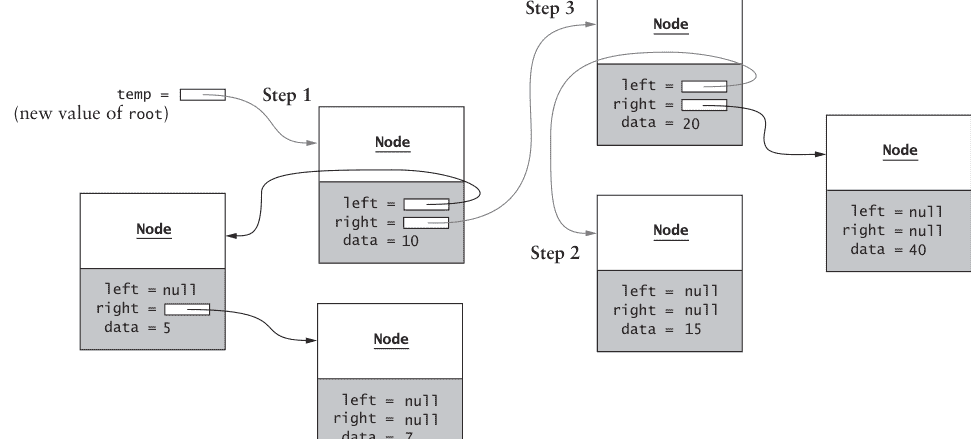 Step 3
Node
left =
right =
data = 20
temp =
(new value of root)
Step 1
Node
left =
right =
data = 10
Node
left = null
right = null
data = 40
Node
left = null
right =
data = 5
Step 2
Node
left = null
right = null
data = 15
Node
left = null
right = null
data = 7